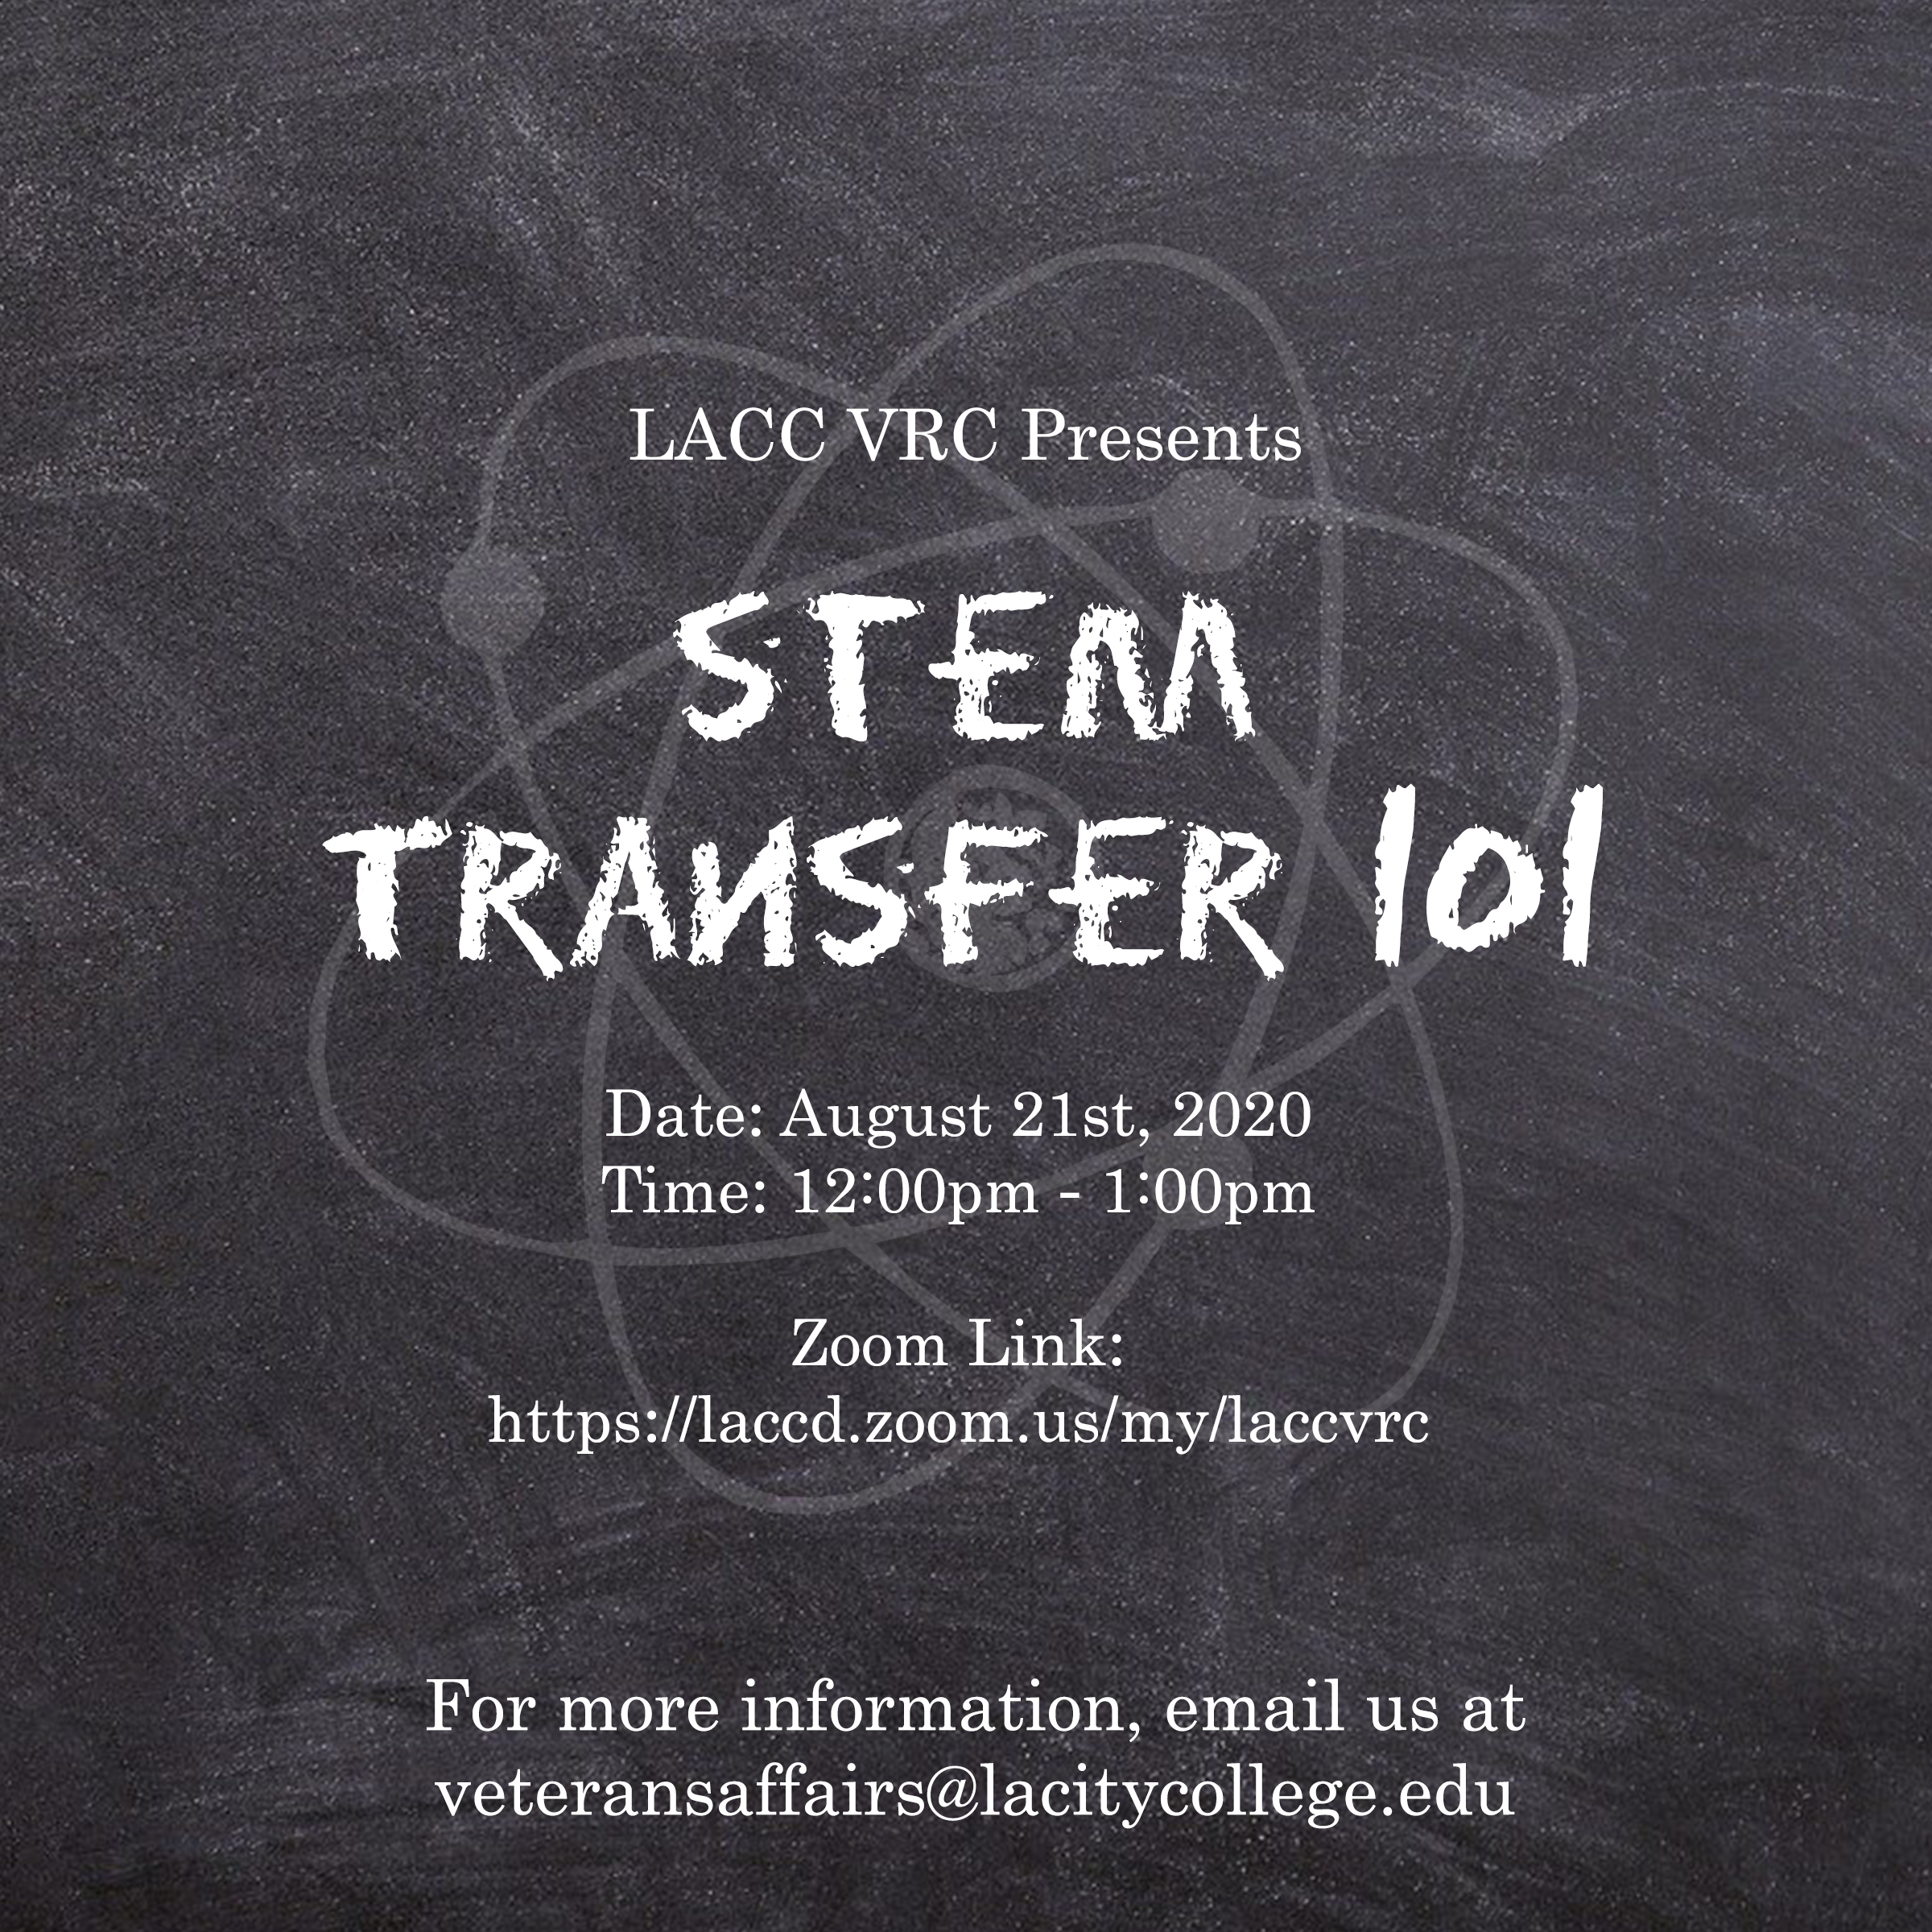 LACC VRC Presents
STEM
TRANSFER 101
Date: August 21st, 2020
Time: 12:00pm - 1:00pm
Zoom Link:
https://laccd.zoom.us/my/laccvrc
For more information, email us at
veteransaffairs@lacitycollege.edu